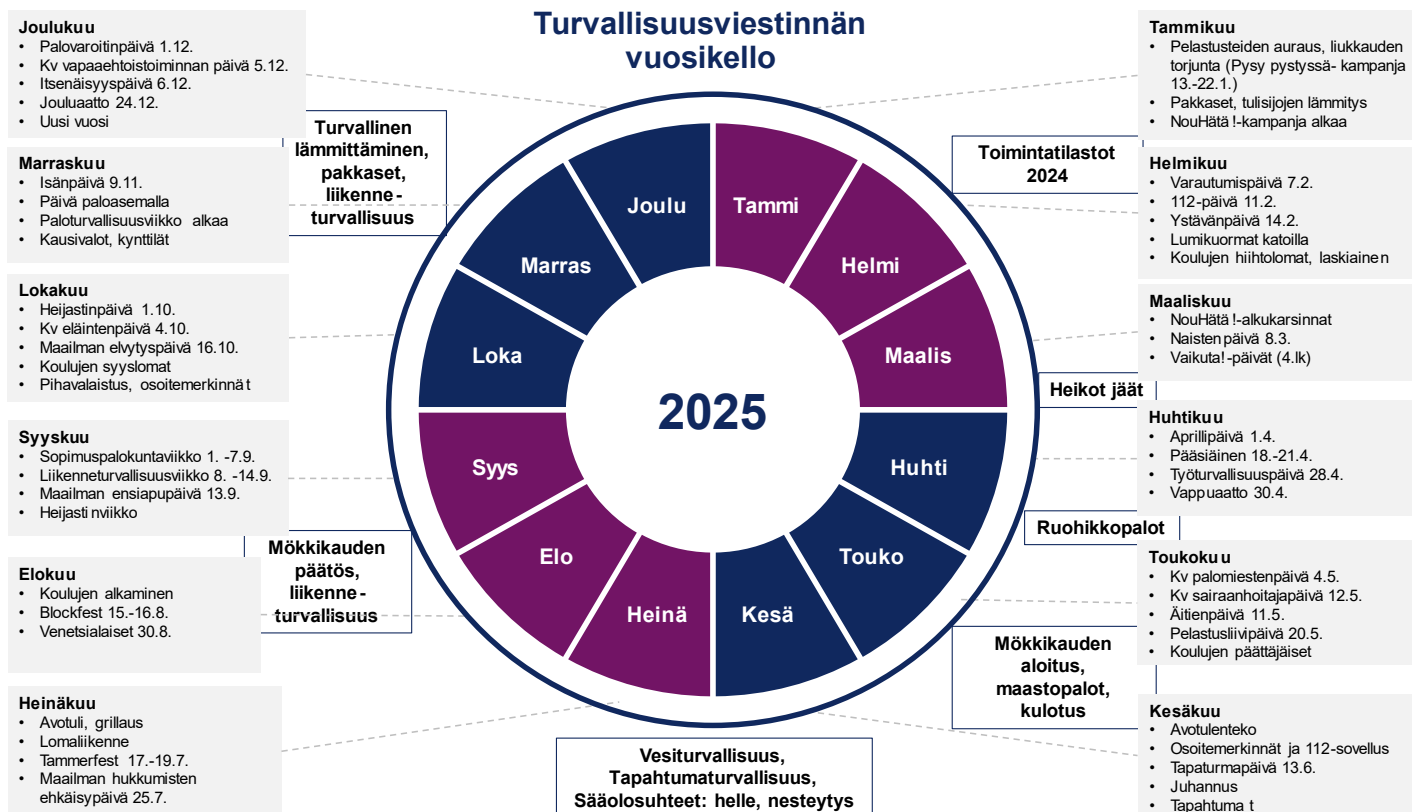 Turvallisuusviestinnän
vuosikello
Joulukuu
• Palovaroitinpäivä 1.12.
• Kv vapaaehtoistoiminnan päivä 5.12.
• Itsenäisyyspäivä 6.12.
• Jouluaatto 24.12.
• Uusi vuosi
Marraskuu
• Isänpäivä 9.11.
• Päivä paloasemalla
• Paloturvallisuusviikko alkaa
• Kausivalot, kynttilät
Lokakuu
• Heijastinpäivä 1.10.
• Kv eläintenpäivä 4.10.
• Maailman elvytyspäivä 16.10.
• Koulujen syyslomat
• Pihavalaistus, osoitemerkinnät
Syyskuu
• Sopimuspalokuntaviikko 1. -7.9.
• Liikenneturvallisuusviikko 8. -14.9.
• Maailman ensiapupäivä 13.9.
• Heijastinviikko
Elokuu
• Koulujen alkaminen
• Blockfest 15.-16.8.
• Venetsialaiset 30.8.
Heinäkuu
• Avotuli, grillaus
• Lomaliikenne
• Tammerfest 17.-19.7.
• Maailman hukkumisten
ehkäisypäivä 25.7.
Turvallinen
lämmittäminen,
pakkaset,
liikenne-
turvallisuus
Mökkikauden
päätös,
liikenne-
turvallisuus
Joulu
Tammi
Marras
Helmi
Loka
Maalis
2025
Syys
Huhti
Elo
Touko
Heinä
Kesä
Vesiturvallisuus,
Tapahtumaturvallisuus,
Sääolosuhteet: helle, nesteytys
Toimintatilastot
2024
Heikot jäät
Ruohikkopalot
Mökkikauden
aloitus,
maastopalot,
kulotus
Tammikuu
• Pelastusteiden auraus, liukkauden
torjunta (Pysy pystyssä- kampanja
13.-22.1.)
• Pakkaset, tulisijojen lämmitys
• NouHätä!-kampanja alkaa
Helmikuu
• Varautumispäivä 7.2.
• 112-päivä 11.2.
• Ystävänpäivä 14.2.
• Lumikuormat katoilla
• Koulujen hiihtolomat, laskiainen
Maaliskuu
• NouHätä!-alkukarsinnat
• Naistenpäivä 8.3.
• Vaikuta!-päivät (4.lk)
Huhtikuu
• Aprillipäivä 1.4.
• Pääsiäinen 18.-21.4.
• Työturvallisuuspäivä 28.4.
• Vappuaatto 30.4.
Toukokuu
• Kv palomiestenpäivä 4.5.
• Kv sairaanhoitajapäivä 12.5.
• Äitienpäivä 11.5.
• Pelastusliivipäivä 20.5.
• Koulujen päättäjäiset
Kesäkuu
• Avotulenteko
• Osoitemerkinnät ja 112-sovellus
• Tapaturmapäivä 13.6.
• Juhannus
• Tapahtumat